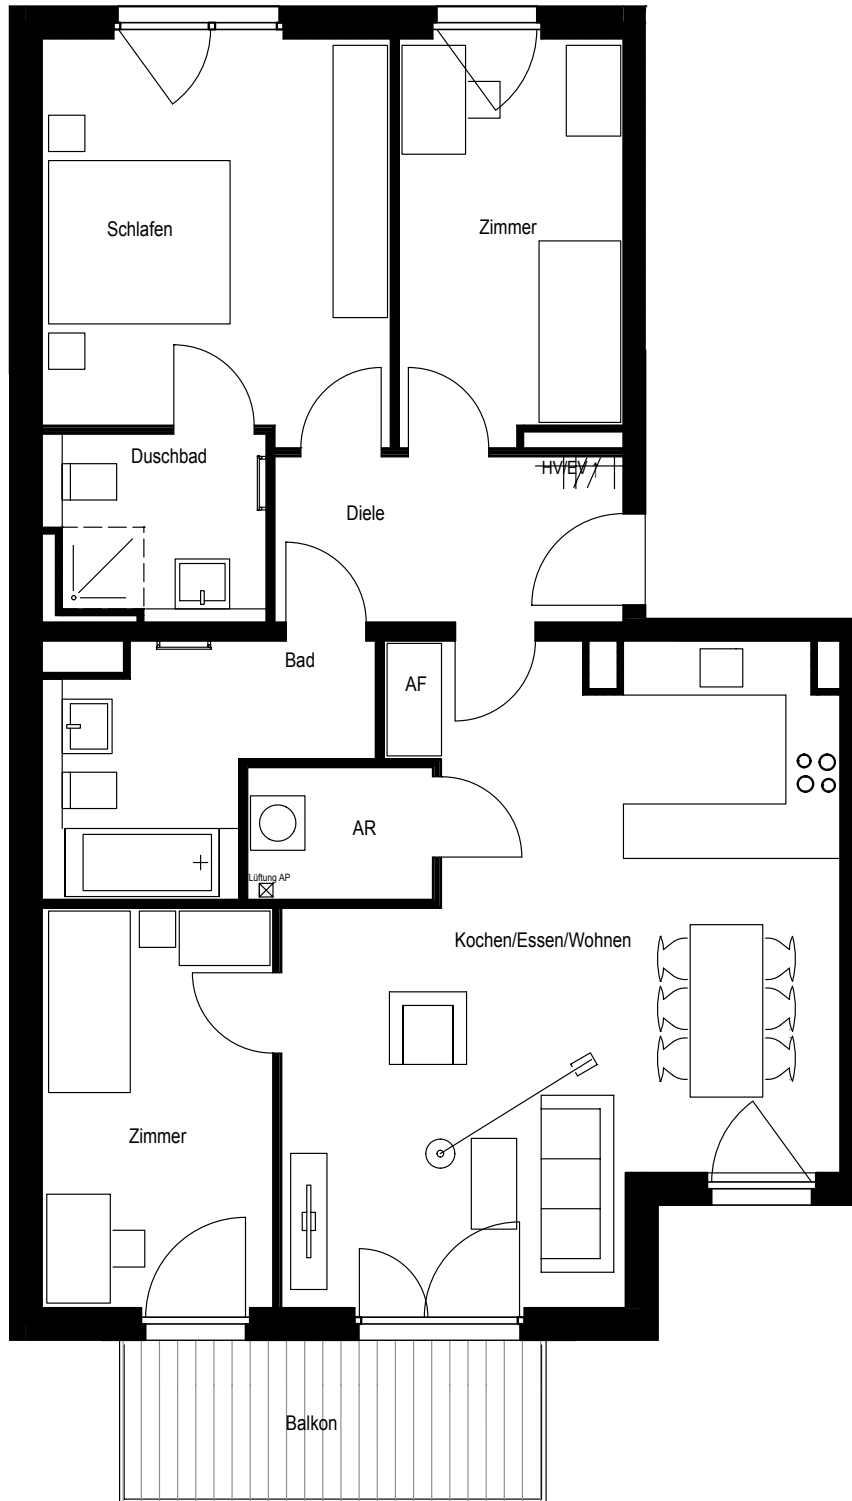 Schlafen
Zimmer
Duschbad
HV/EV
Diele
Bad
AF
AR
Lüftung AP
Kochen/Essen/Wohnen
Zimmer
Balkon